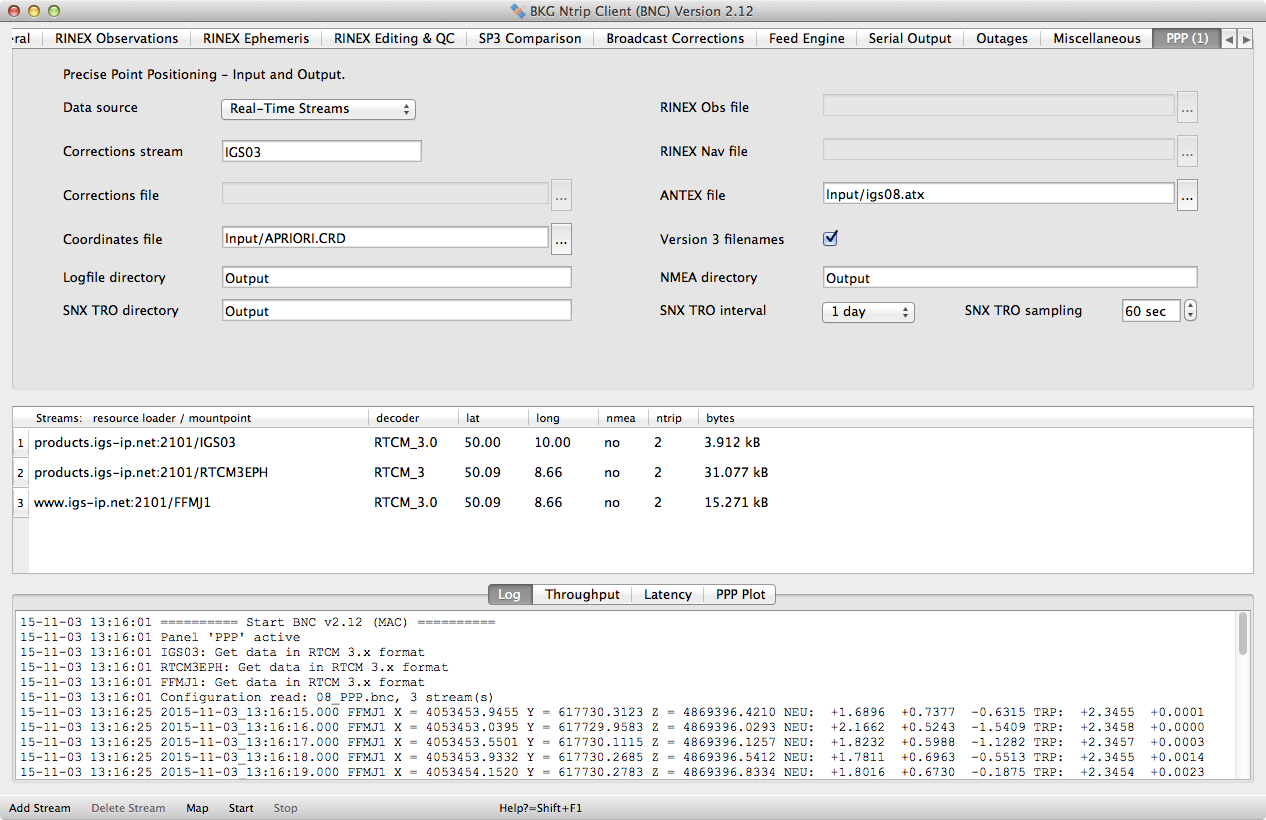 BKG Ntrip Client (BNC) Version 2.12
ral RINEX Observations RINEX Ephemeris RINEX Editing & QC SP3 Comparison Broadcast Corrections Feed Engine Serial Output Outages Miscellaneous PPP (1)
Precise Point Positioning - Input and Output.
Data source Real-Time Streams RINEX Obs file ...
Corrections stream IGS03 RINEX Nav file ...
Corrections file ... ANTEX file Input/igs08.atx ...
Coordinates file Input/APRIORI.CRD ... Version 3 filenames
Logfile directory Output NMEA directory Output
SNX TRO directory Output SNX TRO interval 1 day SNX TRO sampling 60 sec
Streams: resource loader / mountpoint decoder lat long nmea ntrip bytes
1 products.igs-ip.net:2101/IGS03 RTCM_3.0 50.00 10.00 no 2 3.912 kB
2 products.igs-ip.net:2101/RTCM3EPH RTCM_3 50.09 8.66 no 2 31.077 kB
3 www.igs-ip.net:2101/FFMJ1 RTCM_3.0 50.09 8.66 no 2 15.271 kB
Log Throughput Latency PPP Plot
15-11-03 13:16:01 ========== Start BNC v2.12 (MAC) ==========
15-11-03 13:16:01 Panel 'PPP' active
15-11-03 13:16:01 IGS03: Get data in RTCM 3.x format
15-11-03 13:16:01 RTCM3EPH: Get data in RTCM 3.x format
15-11-03 13:16:01 FFMJ1: Get data in RTCM 3.x format
15-11-03 13:16:01 Configuration read: 08_PPP.bnc, 3 stream(s)
15-11-03 13:16:25 2015-11-03_13:16:15.000 FFMJ1 X = 4053453.9455 Y = 617730.3123 Z = 4869396.4210 NEU: +1.6896 +0.7377 -0.6315 TRP: +2.3455 +0.0001
15-11-03 13:16:25 2015-11-03_13:16:16.000 FFMJ1 X = 4053453.0395 Y = 617729.9583 Z = 4869396.0293 NEU: +2.1662 +0.5243 -1.5409 TRP: +2.3458 +0.0000
15-11-03 13:16:25 2015-11-03_13:16:17.000 FFMJ1 X = 4053453.5501 Y = 617730.1115 Z = 4869396.1257 NEU: +1.8232 +0.5988 -1.1282 TRP: +2.3457 +0.0003
15-11-03 13:16:25 2015-11-03_13:16:18.000 FFMJ1 X = 4053453.9332 Y = 617730.2685 Z = 4869396.5412 NEU: +1.7811 +0.6963 -0.5513 TRP: +2.3455 +0.0014
15-11-03 13:16:25 2015-11-03_13:16:19.000 FFMJ1 X = 4053454.1520 Y = 617730.2783 Z = 4869396.8334 NEU: +1.8016 +0.6730 -0.1875 TRP: +2.3454 +0.0023
Add Stream Delete Stream Map Start Stop Help?=Shift+F1